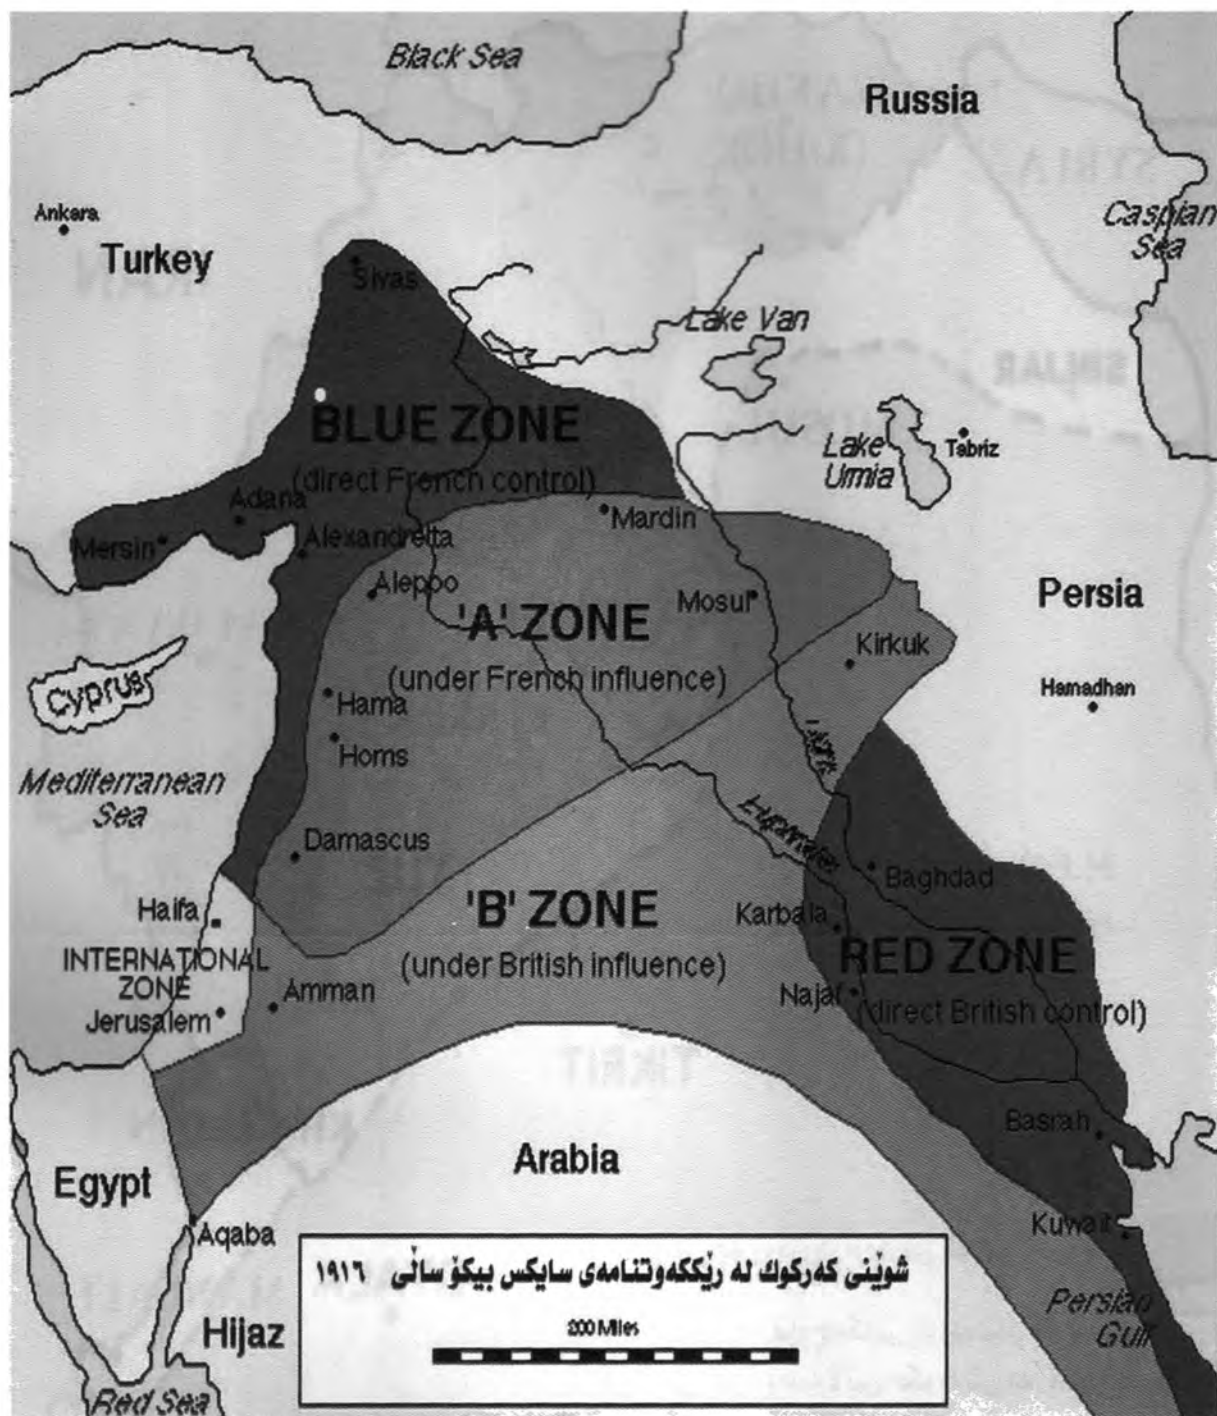 Black Sea
Russia
Caspian
Sea
Ankara
Turkey
Sivas
Lake Van
BLUE ZONE
(direct French control)
Lake
Urmia
Tabriz
Adana
Mersin
Alexandretta
Mardin
Aleppo
Mosul
Persia
'A' ZONE
(under French influence)
Kirkuk
Hamadhan
Cyprus
Hama
Homs
Tigris
Mediterranean
Sea
Euphrates
Damascus
Baghdad
Haifa
'B' ZONE
(under British influence)
Karbala
INTERNATIONAL
ZONE
RED ZONE
(direct British control)
Amman
Najaf
Jerusalem
Basrah
Arabia
Egypt
Aqaba
Kuwait
شوێنی کەرکوک لە رێککەوتنامەی سایکس بیکۆ ساڵی ١٩١٦
200 Miles
Hijaz
Persian
Gulf
Red Sea